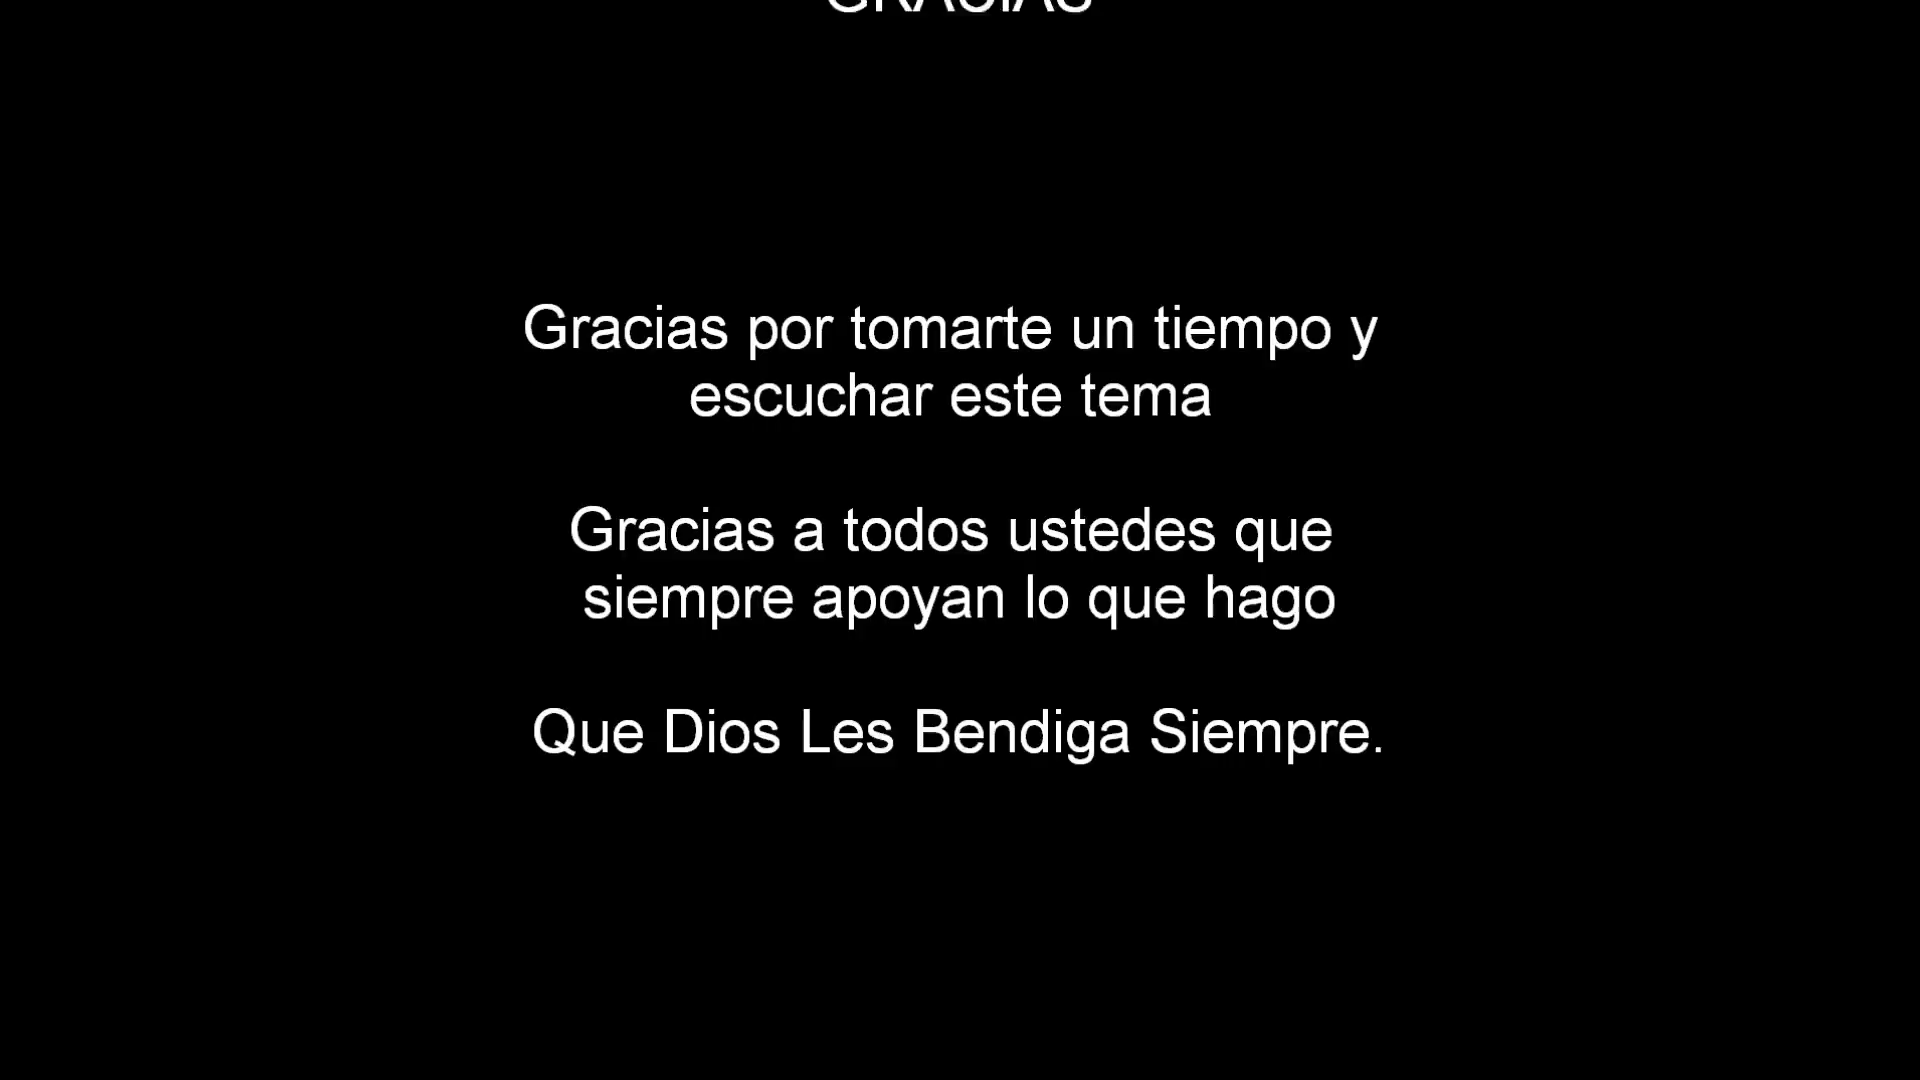 GRACIAS
Gracias por tomarte un tiempo y
escuchar este tema
Gracias a todos ustedes que
siempre apoyan lo que hago
Que Dios Les Bendiga Siempre.